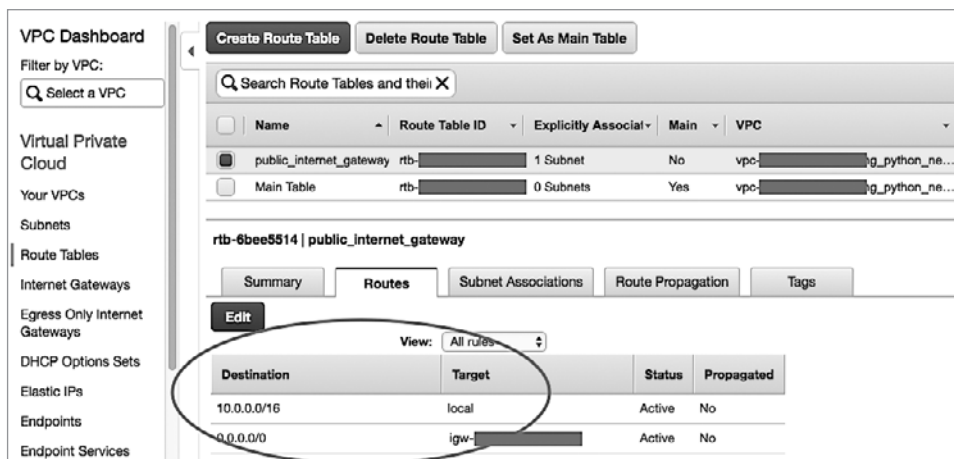 VPC Dashboard
Filter by VPC:
Select a VPC
Virtual Private
Cloud
Your VPCs
Subnets
Route Tables
Internet Gateways
Egress Only Internet
Gateways
DHCP Options Sets
Elastic IPs
Endpoints
Endpoint Services
Create Route Table Delete Route Table Set As Main Table
Search Route Tables and thei X
Name Route Table ID Explicitly Associat Main VPC
public_internet_gateway rtb- 1 Subnet No vpc- ng_python_ne...
Main Table rtb- 0 Subnets Yes vpc- ng_python_ne...
rtb-6bee5514 | public_internet_gateway
Summary Routes Subnet Associations Route Propagation Tags
Edit
View: All rules
Destination Target Status Propagated
10.0.0.0/16 local Active No
0.0.0.0/0 igw- Active No